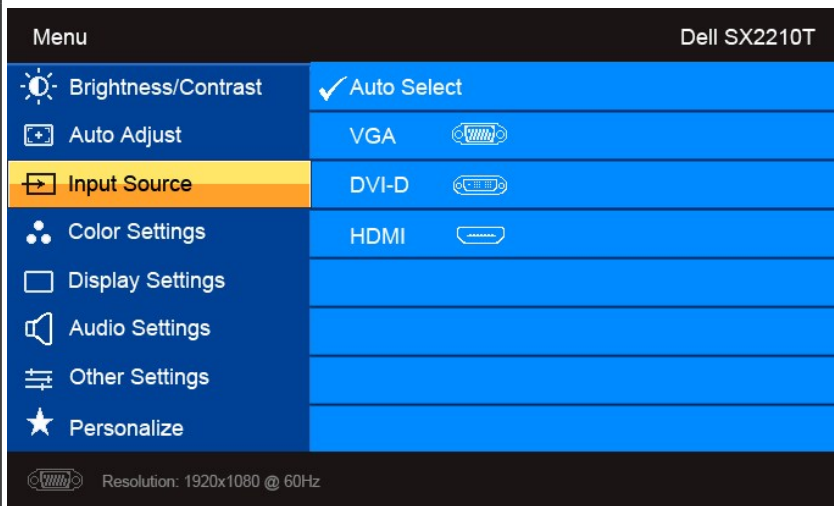 Menu Dell SX2210T
Brightness/Contrast Auto Select
Auto Adjust VGA
Input Source DVI-D
Color Settings HDMI
Display Settings
Audio Settings
Other Settings
Personalize
Resolution: 1920x1080 @ 60Hz